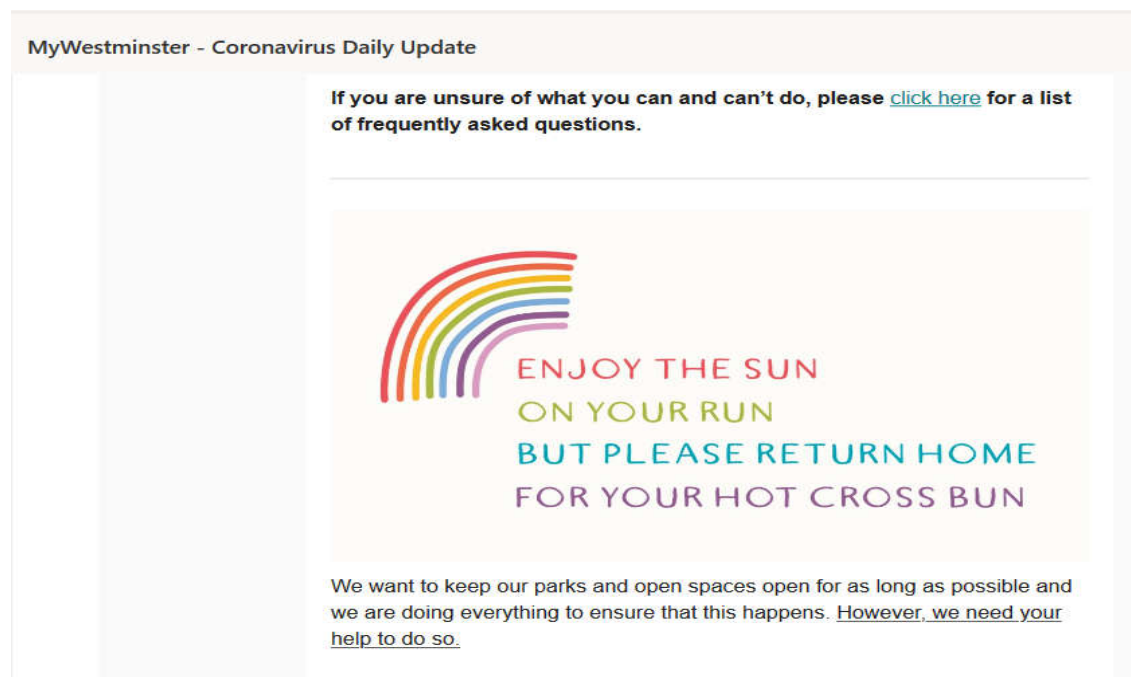 MyWestminster - Coronavirus Daily Update
If you are unsure of what you can and can’t do, please click here for a list
of frequently asked questions.
ENJOY THE SUN
ON YOUR RUN
BUT PLEASE RETURN HOME
FOR YOUR HOT CROSS BUN
We want to keep our parks and open spaces open for as long as possible and
we are doing everything to ensure that this happens. However, we need your
help to do so.